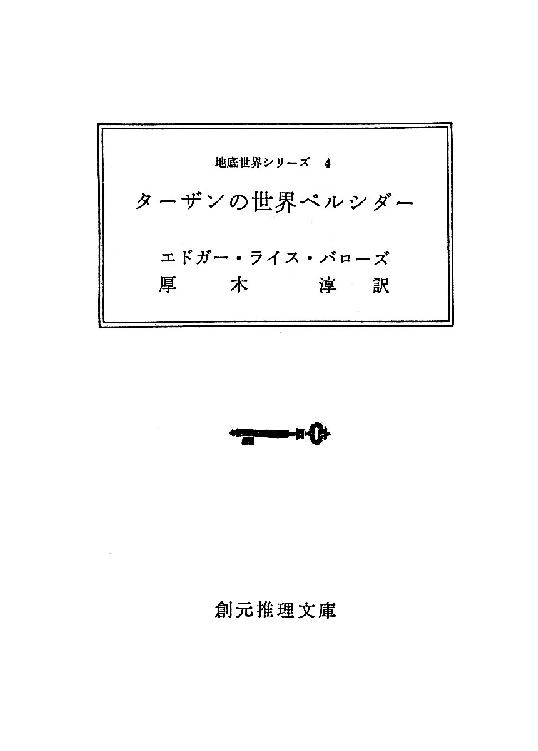 地底世界シリーズ 4
ターザンの世界ペルシダー
エドガー・ライス・バローズ
厚木淳訳
創元推理文庫